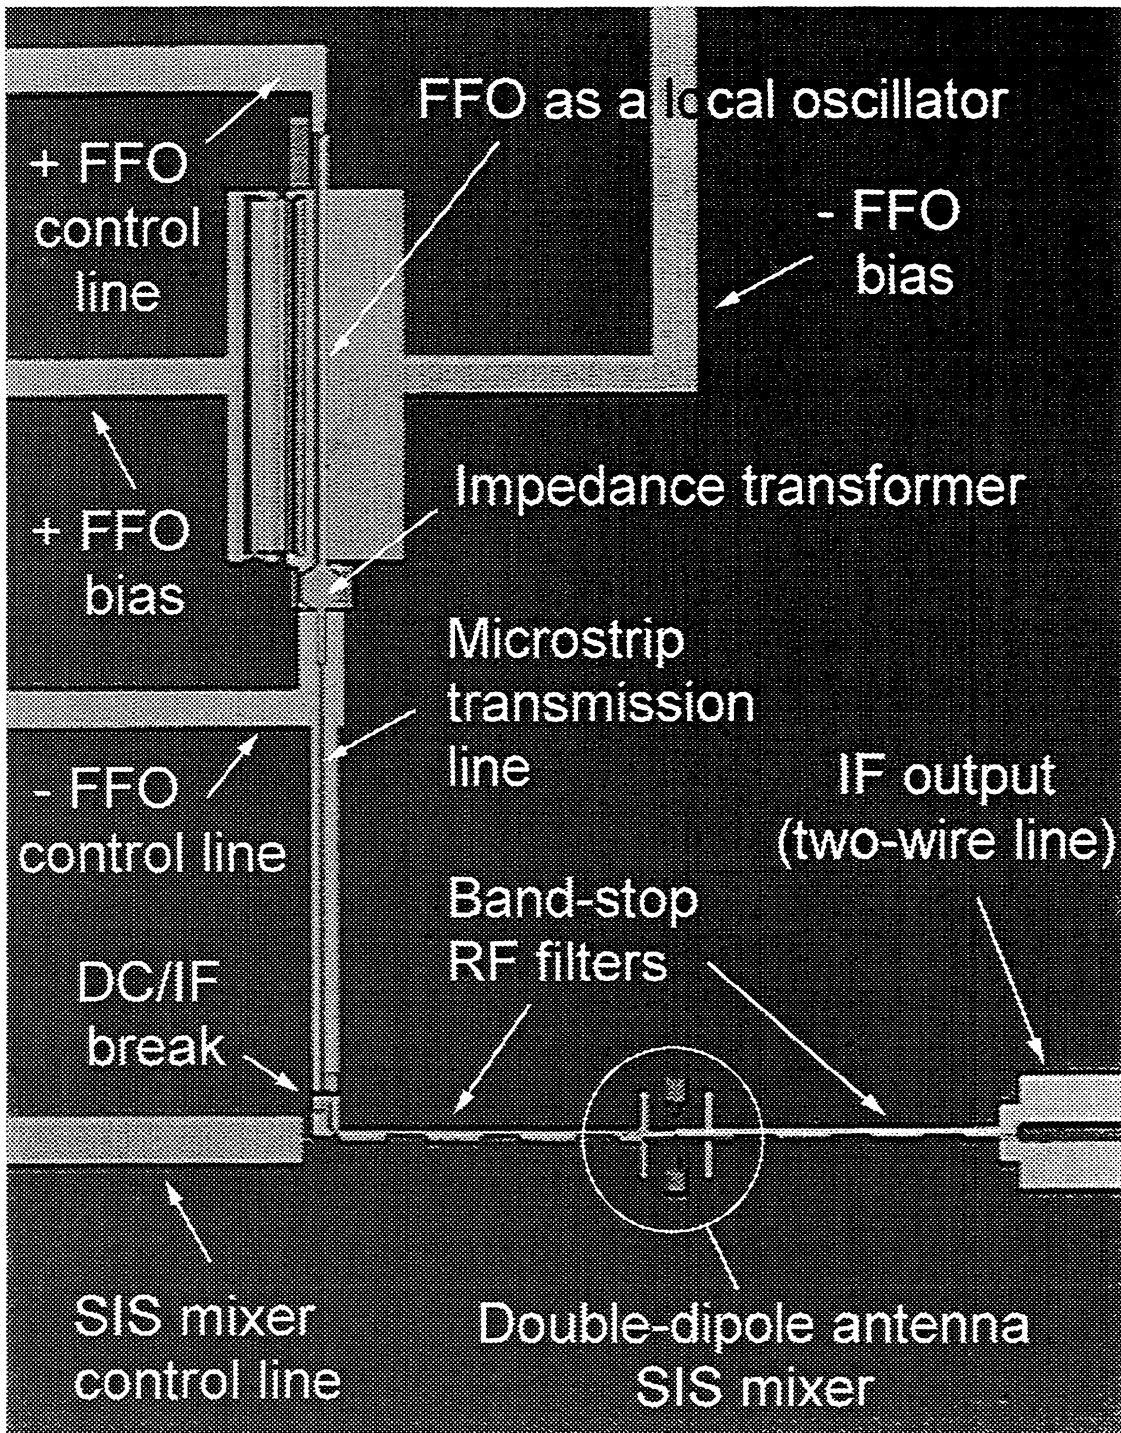 FFO as a local oscillator
+ FFO
control
line
- FFO
bias
Impedance transformer
+ FFO
bias
Microstrip
transmission
line
IF output
(two-wire line)
- FFO
control line
Band-stop
RF filters
DC/IF
break
SIS mixer
control line
Double-dipole antenna
SIS mixer